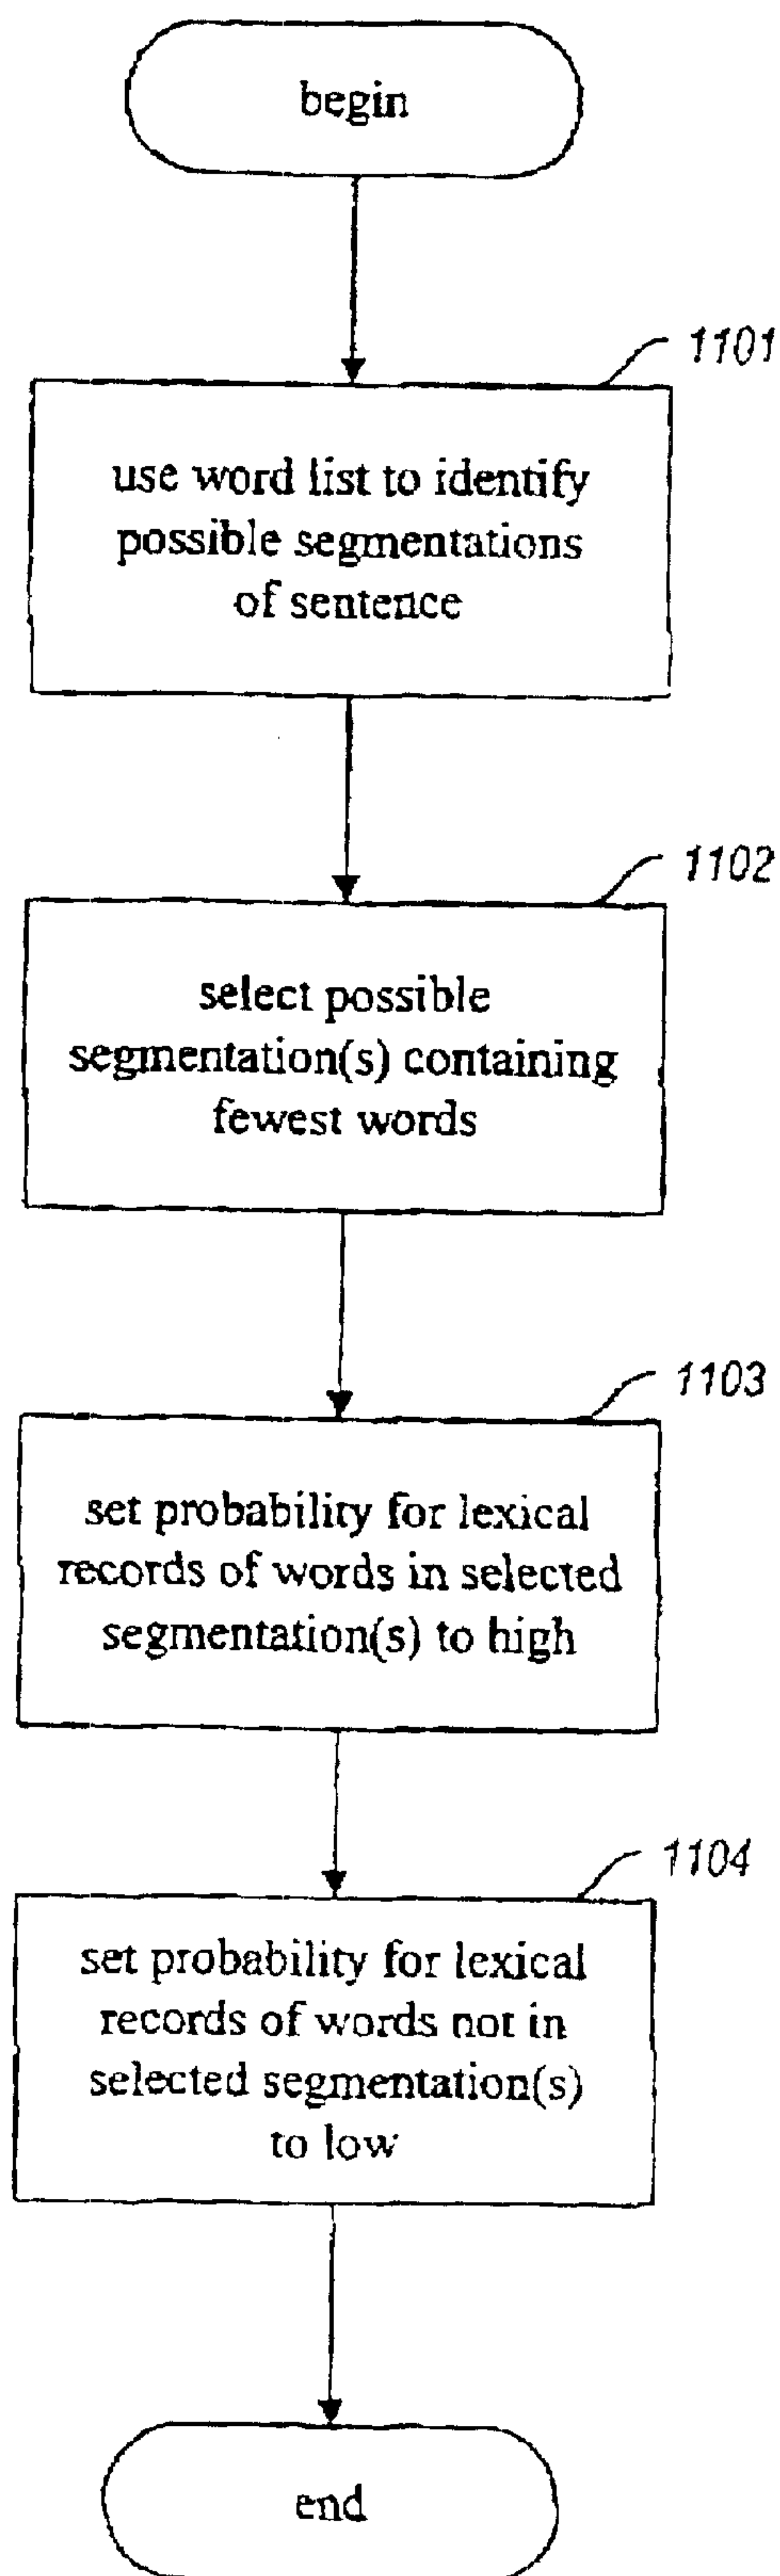 begin
1101
use word list to identify
possible segmentations
of sentence
1102
select possible
segmentation(s) containing
fewest words
1103
set probability for lexical
records of words in selected
segmentation(s) to high
1104
set probability for lexical
records of words not in
selected segmentation(s)
to low
end